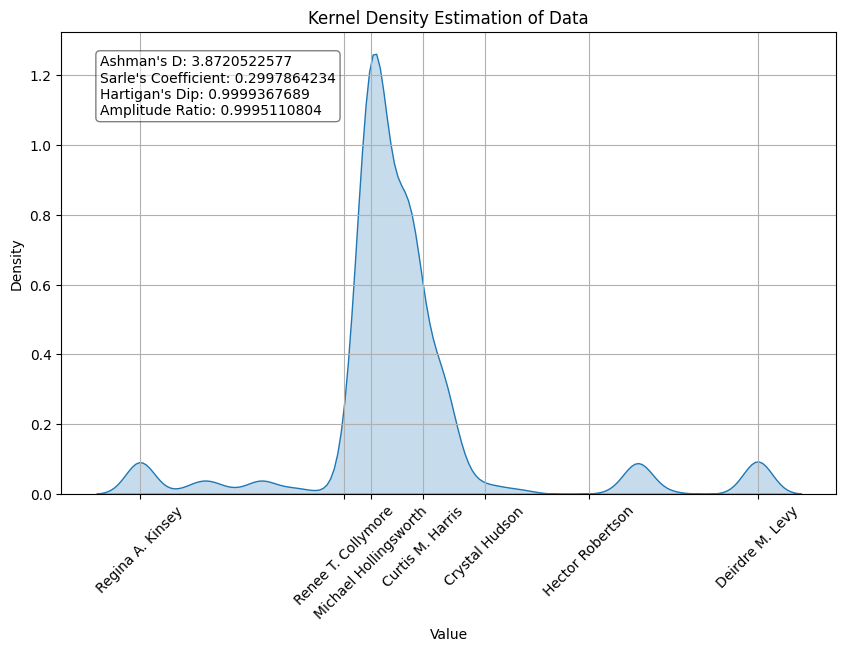 Kernel Density Estimation of Data
Ashman's D: 3.8720522577
Sarle's Coefficient: 0.2997864234
Hartigan's Dip: 0.9999367689
Amplitude Ratio: 0.9995110804
Density
1.2
1.0
0.8
0.6
0.4
0.2
0.0
Regina A. Kinsey
Renee T. Collymore
Michael Hollingsworth
Curtis M. Harris
Crystal Hudson
Hector Robertson
Deirdre M. Levy
Value